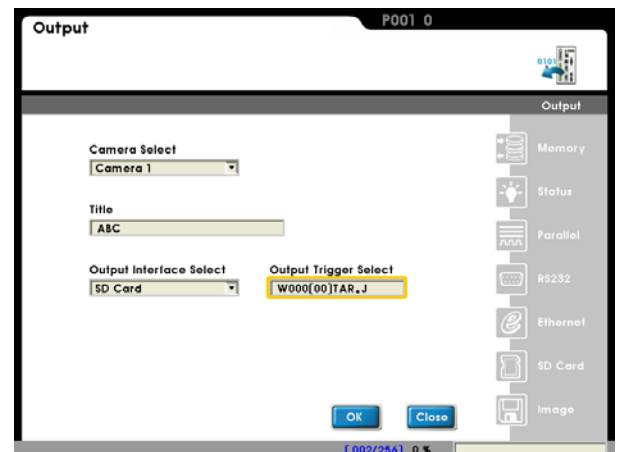 Output
P001 0
0101
Output
Camera Select
Camera 1
Title
ABC
Output Interface Select
Output Trigger Select
SD Card
W000(00)TAR.J
OK
Close
Memory
Status
Parallel
RS232
Ethernet
SD Card
Image
[002/256] 0 %